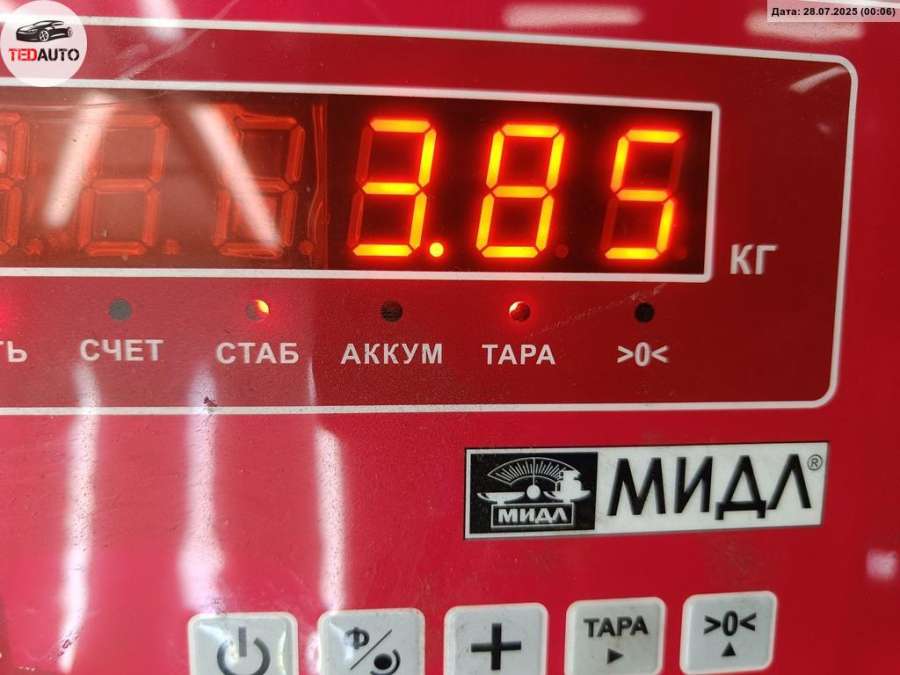 Дата: 28.07.2025 (00:06)
TEDAUTO
3.85
КГ
СЧЕТ
СТАБ
АККУМ
ТАРА
>0<
МИДЛ
МИДЛ®
Ф/
+
ТАРА
>0<